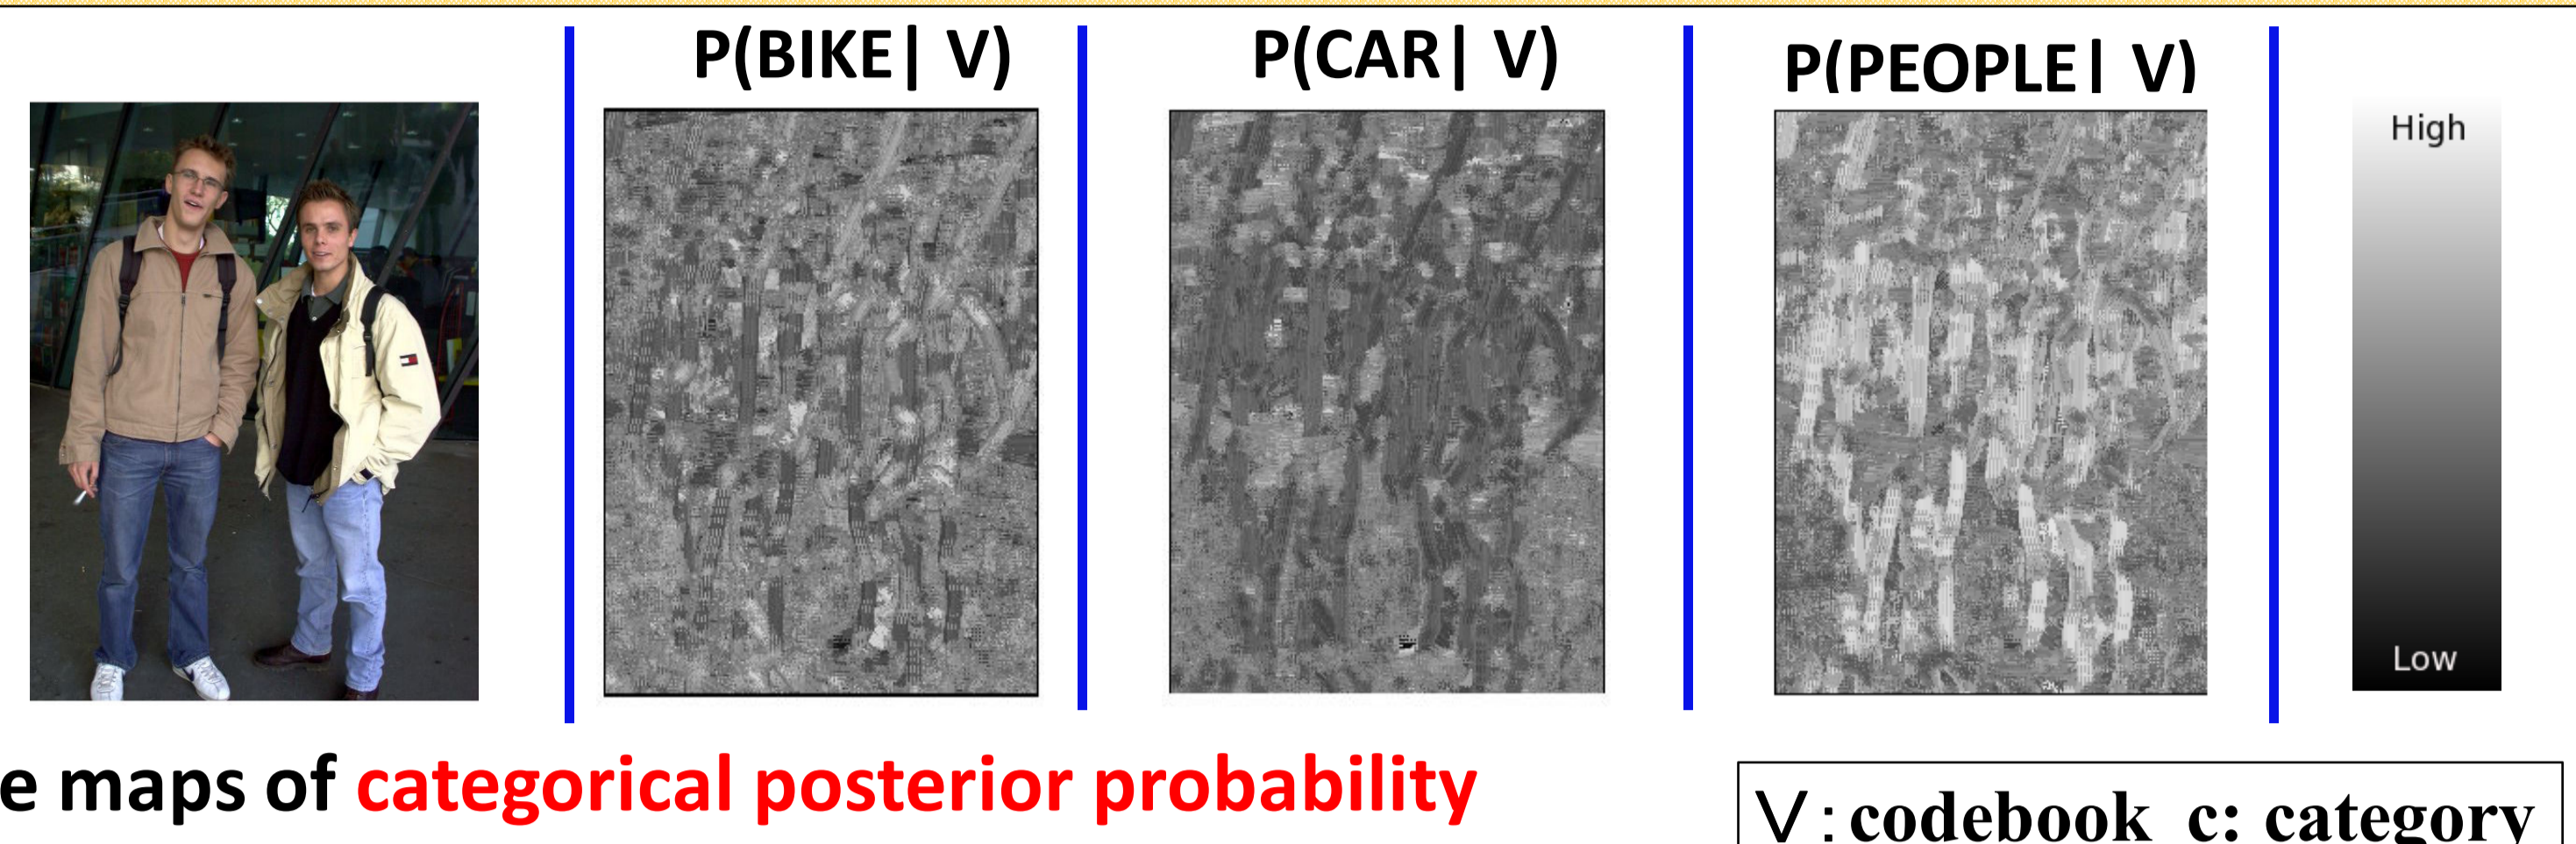 P(BIKE| V)
P(CAR| V)
P(PEOPLE| V)
High
Low
e maps of categorical posterior probability
V: codebook c: category